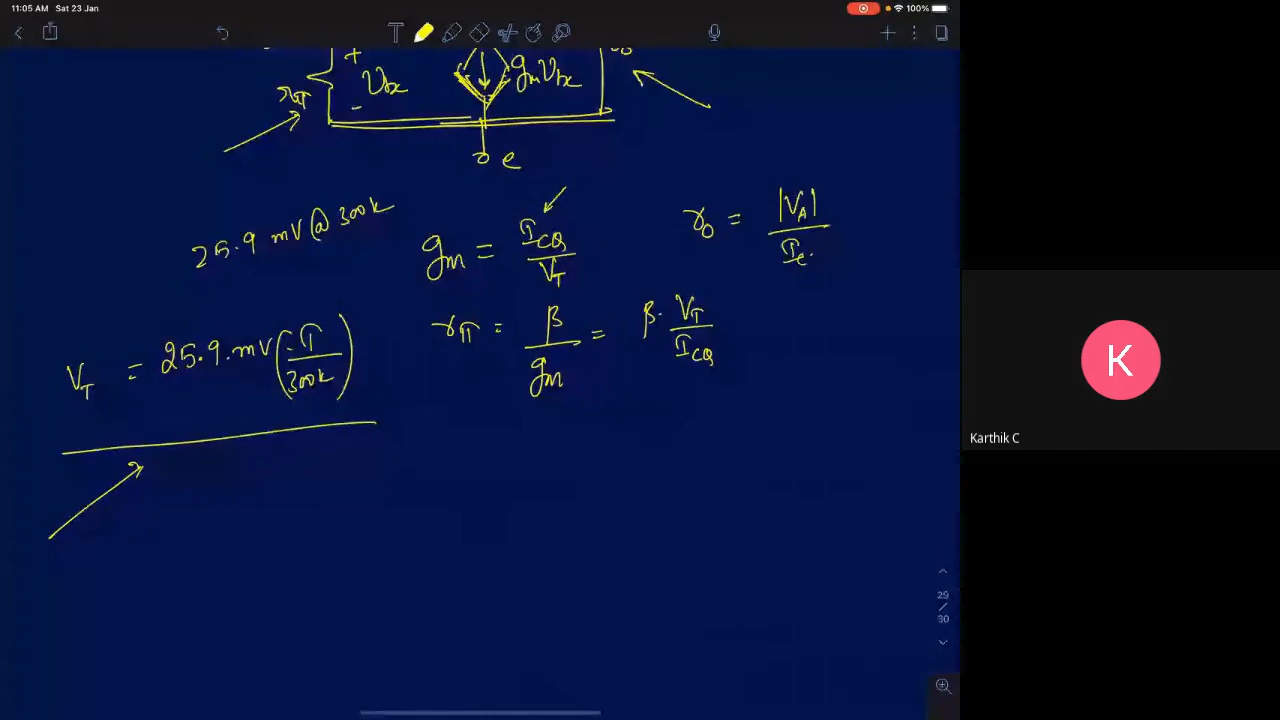 11:05 AM Sat 23 Jan
100%
+
rπ
Vbe
gmVbe
-
e
25.9 mV @ 300k
gm = ICQ / VT
ro = |VA| / Ic
rπ = β / gm = β · VT / ICQ
VT = 25.9 mV (T / 300k)
29 / 30
K
Karthik C